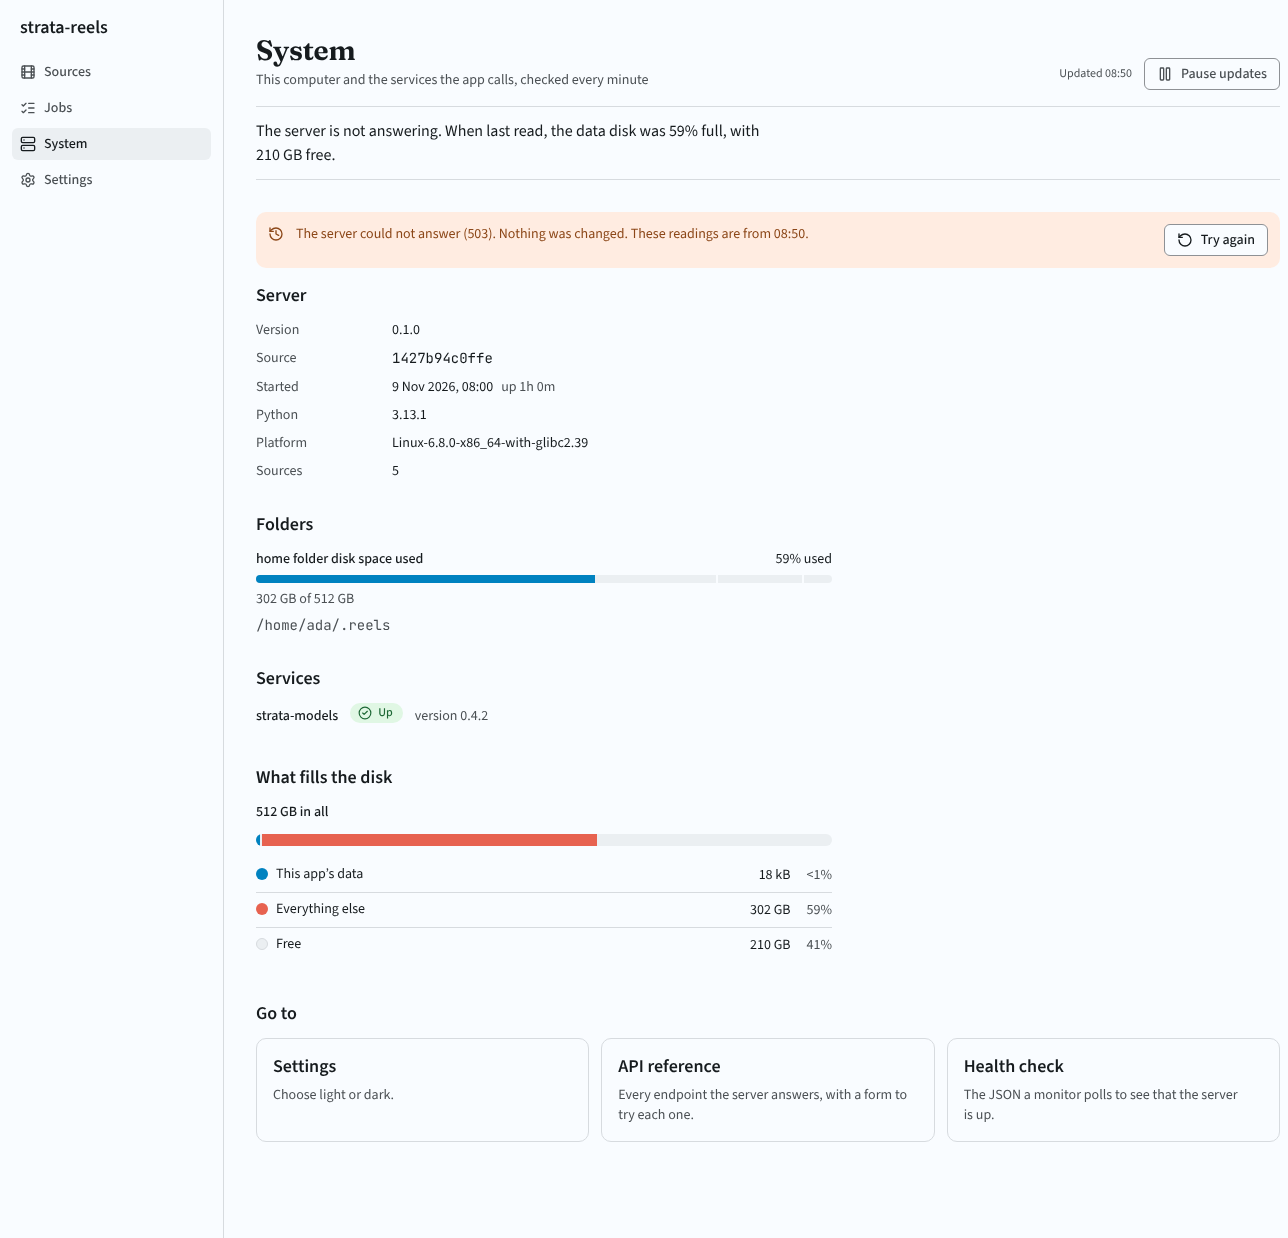 strata-reels
Sources
Jobs
System
Settings
System
This computer and the services the app calls, checked every minute
Updated 08:50
Pause updates
The server is not answering. When last read, the data disk was 59% full, with
210 GB free.
The server could not answer (503). Nothing was changed. These readings are from 08:50.
Try again
Server
Version 0.1.0
Source 1427b94c0ffe
Started 9 Nov 2026, 08:00 up 1h 0m
Python 3.13.1
Platform Linux-6.8.0-x86_64-with-glibc2.39
Sources 5
Folders
home folder disk space used 59% used
302 GB of 512 GB
/home/ada/.reels
Services
strata-models Up version 0.4.2
What fills the disk
512 GB in all
This app’s data 18 kB <1%
Everything else 302 GB 59%
Free 210 GB 41%
Go to
Settings
Choose light or dark.
API reference
Every endpoint the server answers, with a form to
try each one.
Health check
The JSON a monitor polls to see that the server
is up.